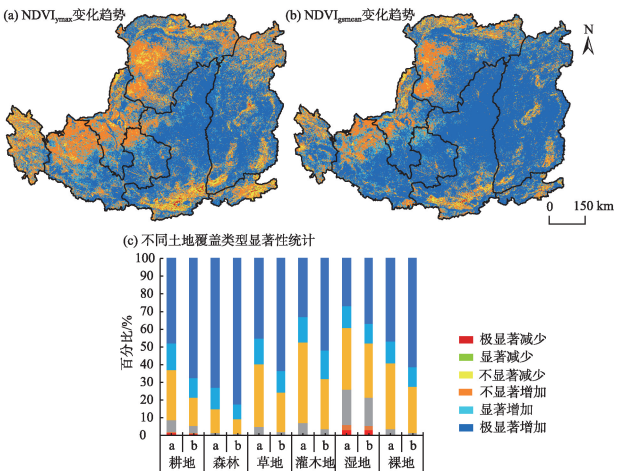 (a) NDVIymax变化趋势
(b) NDVIgsmean变化趋势
N
0 150 km
(c) 不同土地覆盖类型显著性统计
百分比/%
100
90
80
70
60
50
40
30
20
10
0
a b a b a b a b a b a b
耕地 森林 草地 灌木地 湿地 裸地
极显著减少
显著减少
不显著减少
不显著增加
显著增加
极显著增加